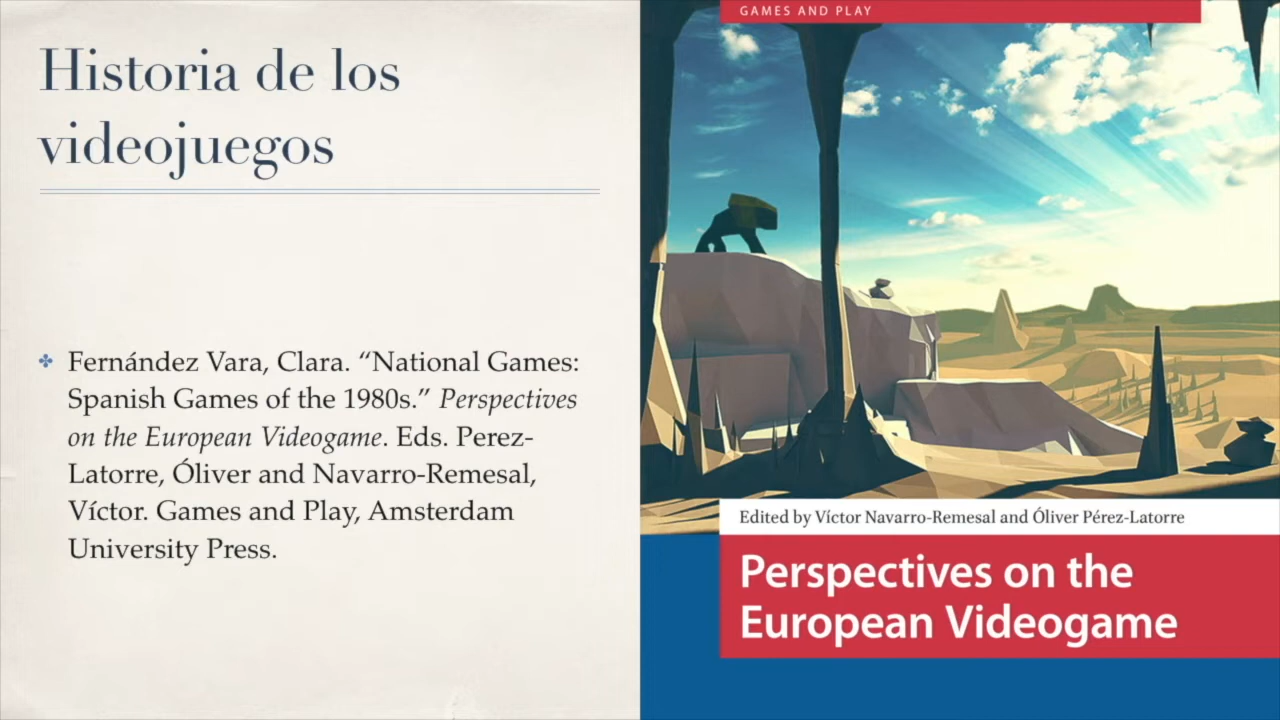 Historia de los
videojuegos
Fernández Vara, Clara. “National Games:
Spanish Games of the 1980s.” Perspectives
on the European Videogame. Eds. Perez-
Latorre, Óliver and Navarro-Remesal,
Víctor. Games and Play, Amsterdam
University Press.
GAMES AND PLAY
Edited by Víctor Navarro-Remesal and Óliver Pérez-Latorre
Perspectives on the
European Videogame